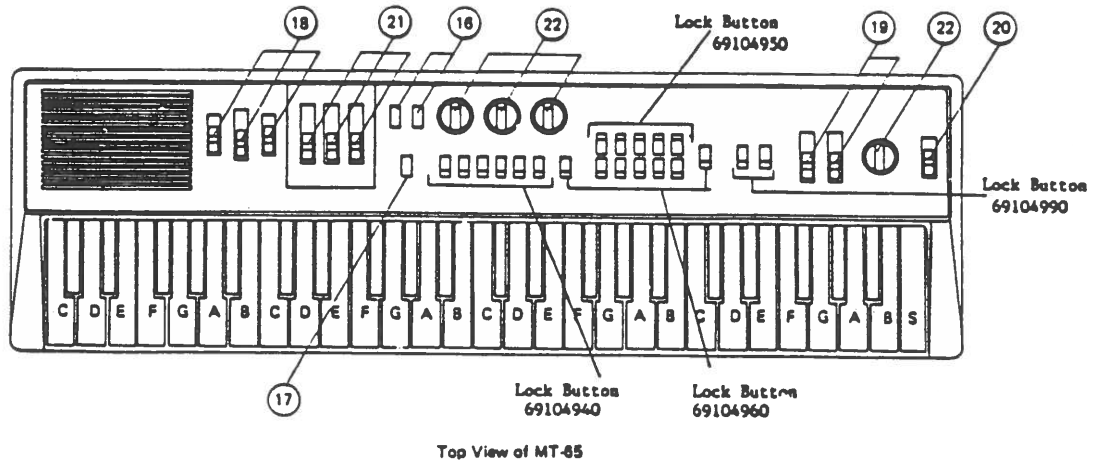 18 21 16 22 Lock Button 19 22 20
69104950
Lock Button
69104990
C D E F G A B C D E F G A B C D E F G A B C D E F G A B S
17
Lock Button Lock Button
69104940 69104960
Top View of MT-65